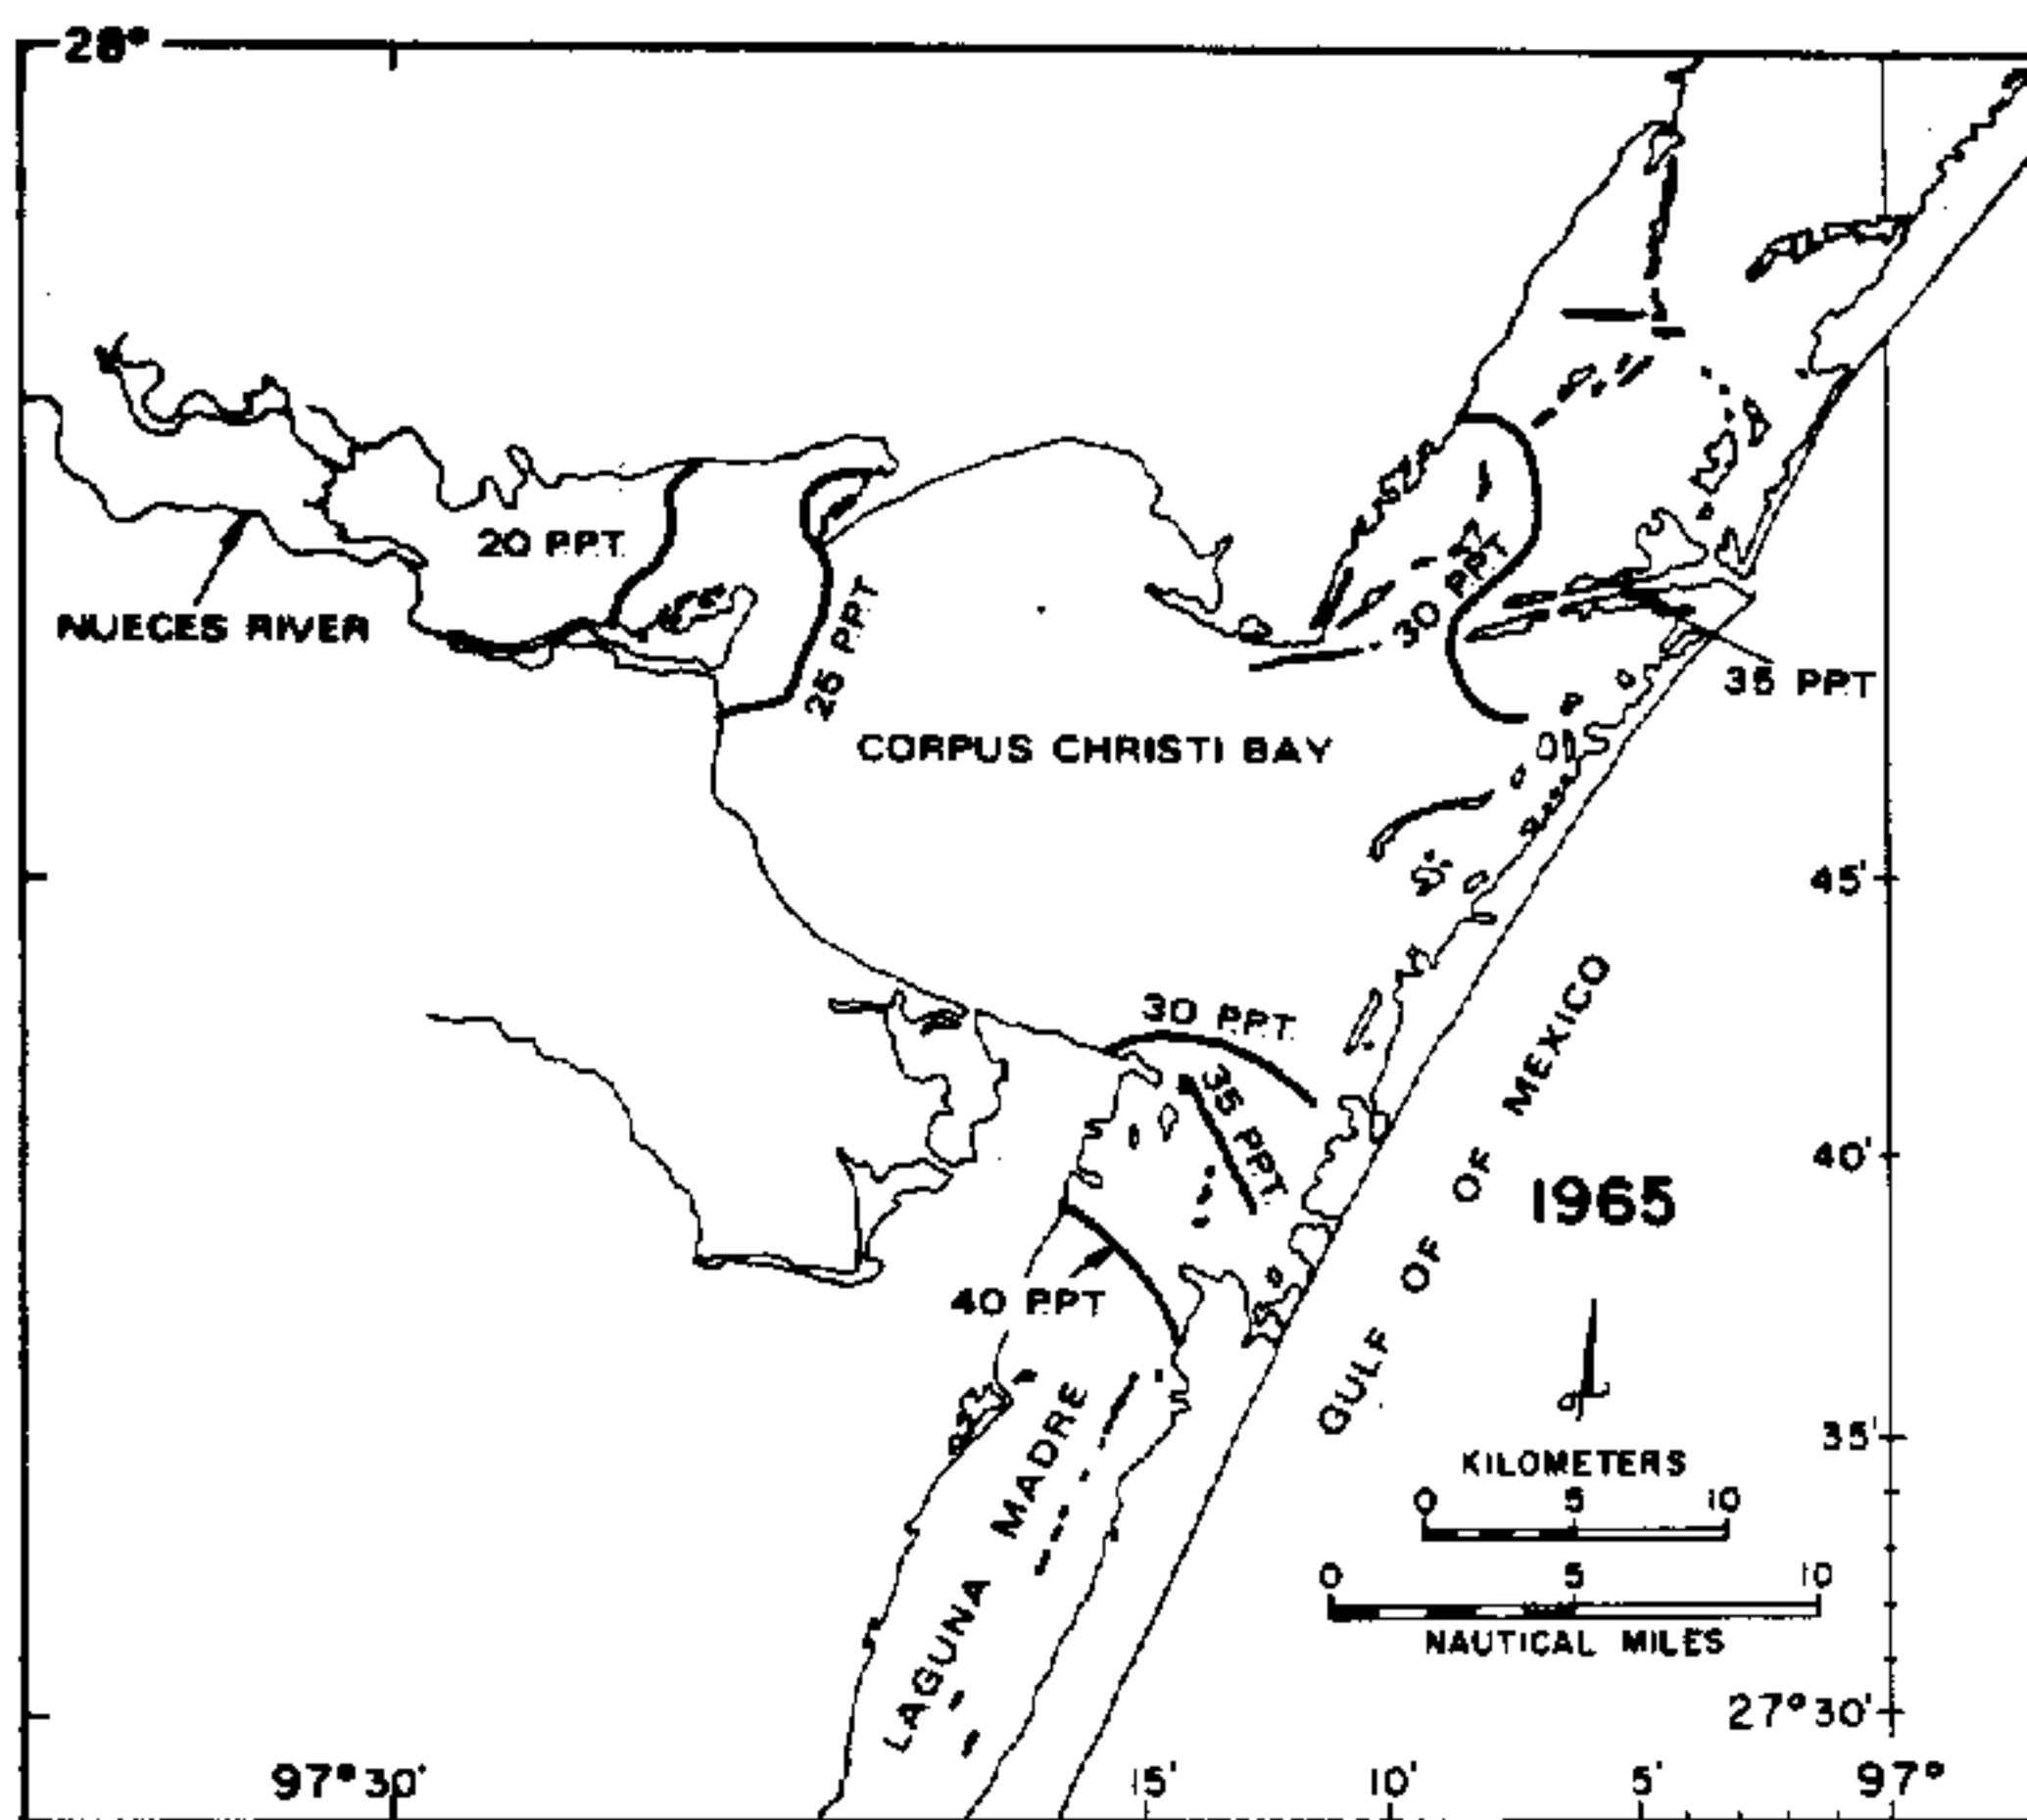 28°
20 PPT
NUECES RIVER
25 PPT
30 PPT
35 PPT
CORPUS CHRISTI BAY
45'
30 PPT
35 PPT
40'
1965
40 PPT
GULF OF MEXICO
35'
KILOMETERS
0 5 10
0 5 10
NAUTICAL MILES
LAGUNA MADRE
27°30'
97°30' 15' 10' 5' 97°